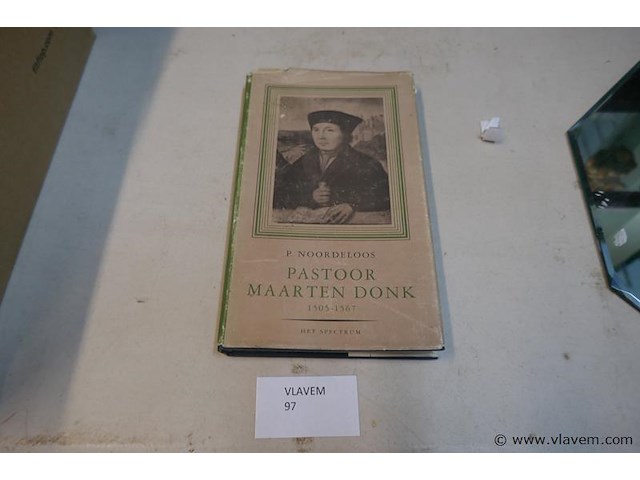 P. NOORDELOOS
PASTOOR
MAARTEN DONK
1505-1567
HET SPECTRUM
VLAVEM
97
© www.vlavem.com